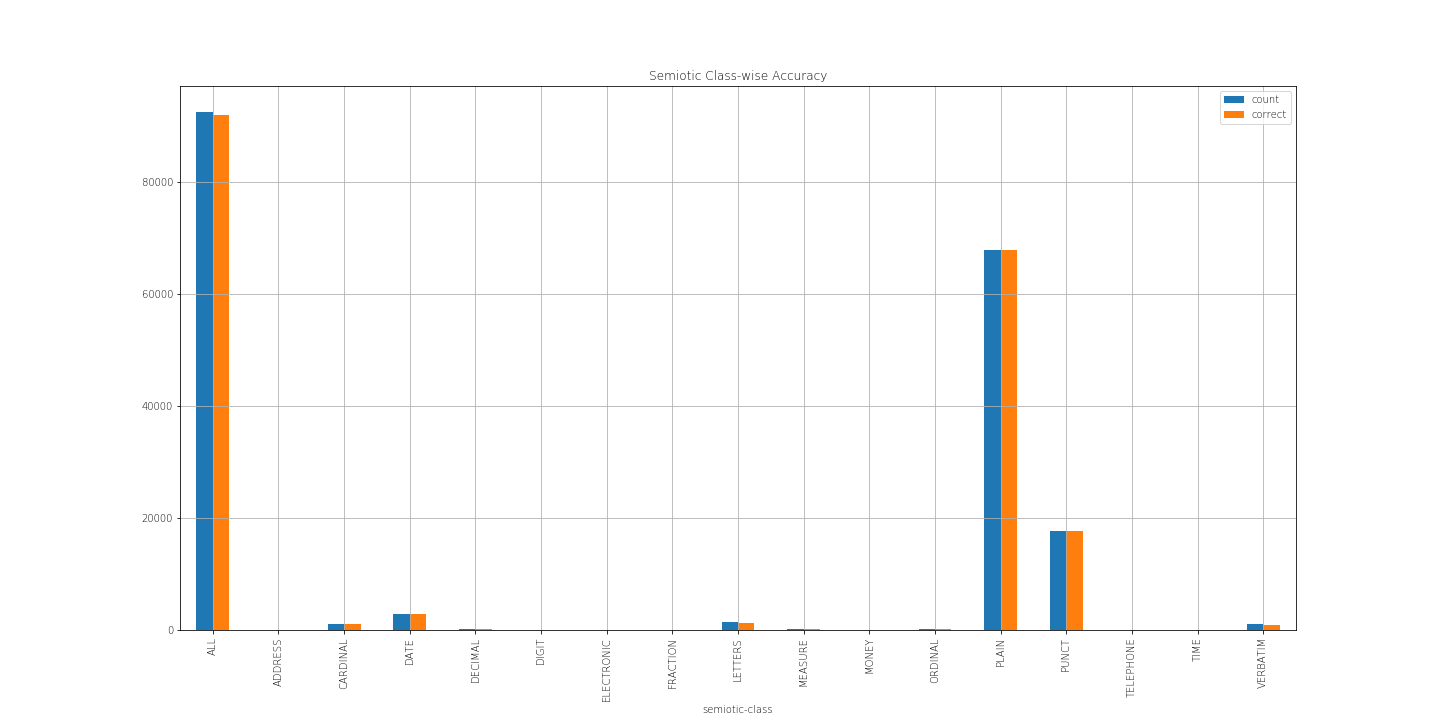 Semiotic Class-wise Accuracy
count
correct
80000
60000
40000
20000
0
ALL
ADDRESS
CARDINAL
DATE
DECIMAL
DIGIT
ELECTRONIC
FRACTION
LETTERS
MEASURE
MONEY
ORDINAL
PLAIN
PUNCT
TELEPHONE
TIME
VERBATIM
semiotic-class